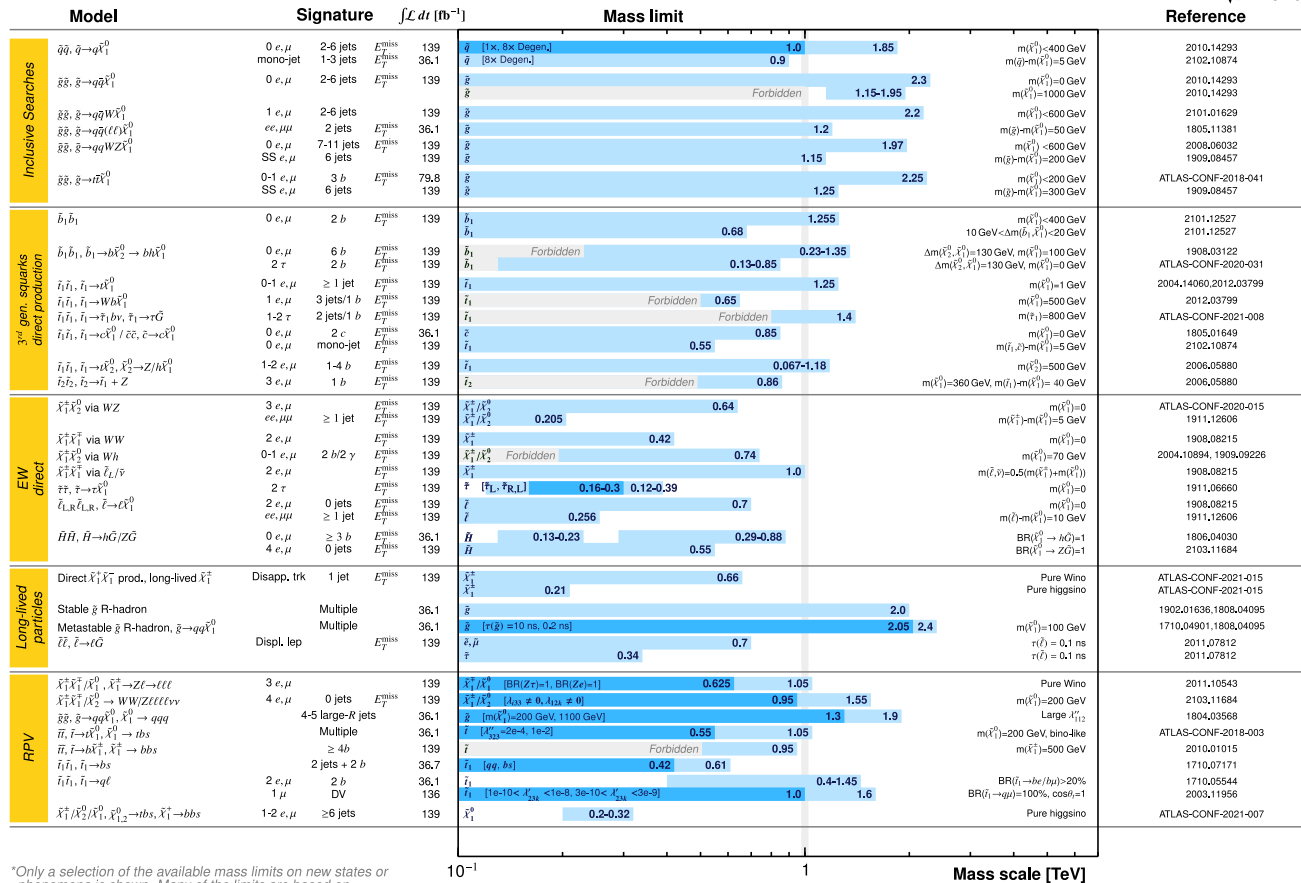 Model Signature ∫ℒ dt [fb⁻¹] Mass limit Reference
Inclusive Searches
q̃q̃, q̃→qχ̃₁⁰ 0 e, μ 2-6 jets E_T^miss 139 q̃ [1×, 8× Degen.] 1.0 1.85 m(χ̃₁⁰)<400 GeV 2010.14293
mono-jet 1-3 jets E_T^miss 36.1 q̃ [8× Degen.] 0.9 m(q̃)-m(χ̃₁⁰)=5 GeV 2102.10874
g̃g̃, g̃→qq̄χ̃₁⁰ 0 e, μ 2-6 jets E_T^miss 139 g̃ 2.3 m(χ̃₁⁰)=0 GeV 2010.14293
g̃ Forbidden 1.15-1.95 m(χ̃₁⁰)=1000 GeV 2010.14293
g̃g̃, g̃→qq̄Wχ̃₁⁰ 1 e, μ 2-6 jets 139 g̃ 2.2 m(χ̃₁⁰)<600 GeV 2101.01629
g̃g̃, g̃→qq̄(ℓℓ)χ̃₁⁰ ee, μμ 2 jets E_T^miss 36.1 g̃ 1.2 m(g̃)-m(χ̃₁⁰)=50 GeV 1805.11381
g̃g̃, g̃→qqWZχ̃₁⁰ 0 e, μ 7-11 jets E_T^miss 139 g̃ 1.97 m(χ̃₁⁰) <600 GeV 2008.06032
SS e, μ 6 jets 139 g̃ 1.15 m(g̃)-m(χ̃₁⁰)=200 GeV 1909.08457
g̃g̃, g̃→tt̄χ̃₁⁰ 0-1 e, μ 3 b E_T^miss 79.8 g̃ 2.25 m(χ̃₁⁰)<200 GeV ATLAS-CONF-2018-041
SS e, μ 6 jets 139 g̃ 1.25 m(g̃)-m(χ̃₁⁰)=300 GeV 1909.08457
3rd gen. squarks direct production
b̃₁b̃₁ 0 e, μ 2 b E_T^miss 139 b̃₁ 1.255 m(χ̃₁⁰)<400 GeV 2101.12527
b̃₁ 0.68 10 GeV<Δm(b̃₁,χ̃₁⁰)<20 GeV 2101.12527
b̃₁b̃₁, b̃₁→bχ̃₂⁰ → bhχ̃₁⁰ 0 e, μ 6 b E_T^miss 139 b̃₁ Forbidden 0.23-1.35 Δm(χ̃₂⁰,χ̃₁⁰)=130 GeV, m(χ̃₁⁰)=100 GeV 1908.03122
2 τ 2 b E_T^miss 139 b̃₁ 0.13-0.85 Δm(χ̃₂⁰,χ̃₁⁰)=130 GeV, m(χ̃₁⁰)=0 GeV ATLAS-CONF-2020-031
t̃₁t̃₁, t̃₁→tχ̃₁⁰ 0-1 e, μ ≥ 1 jet E_T^miss 139 t̃₁ 1.25 m(χ̃₁⁰)=1 GeV 2004.14060,2012.03799
t̃₁t̃₁, t̃₁→Wbχ̃₁⁰ 1 e, μ 3 jets/1 b E_T^miss 139 t̃₁ Forbidden 0.65 m(χ̃₁⁰)=500 GeV 2012.03799
t̃₁t̃₁, t̃₁→τ̃₁bν, τ̃₁→τG̃ 1-2 τ 2 jets/1 b E_T^miss 139 t̃₁ Forbidden 1.4 m(τ̃₁)=800 GeV ATLAS-CONF-2021-008
t̃₁t̃₁, t̃₁→cχ̃₁⁰ / c̃c̃, c̃→cχ̃₁⁰ 0 e, μ 2 c E_T^miss 36.1 c̃ 0.85 m(χ̃₁⁰)=0 GeV 1805.01649
0 e, μ mono-jet E_T^miss 139 t̃₁ 0.55 m(t̃₁,c̃)-m(χ̃₁⁰)=5 GeV 2102.10874
t̃₁t̃₁, t̃₁→tχ̃₂⁰, χ̃₂⁰→Z/hχ̃₁⁰ 1-2 e, μ 1-4 b E_T^miss 139 t̃₁ 0.067-1.18 m(χ̃₂⁰)=500 GeV 2006.05880
t̃₂t̃₂, t̃₂→t̃₁ + Z 3 e, μ 1 b E_T^miss 139 t̃₂ Forbidden 0.86 m(χ̃₁⁰)=360 GeV, m(t̃₁)-m(χ̃₁⁰)= 40 GeV 2006.05880
EW direct
χ̃₁±χ̃₂⁰ via WZ 3 e, μ E_T^miss 139 χ̃₁±/χ̃₂⁰ 0.64 m(χ̃₁⁰)=0 ATLAS-CONF-2020-015
ee, μμ ≥ 1 jet E_T^miss 139 χ̃₁±/χ̃₂⁰ 0.205 m(χ̃₁±)-m(χ̃₁⁰)=5 GeV 1911.12606
χ̃₁±χ̃₁∓ via WW 2 e, μ E_T^miss 139 χ̃₁± 0.42 m(χ̃₁⁰)=0 1908.08215
χ̃₁±χ̃₂⁰ via Wh 0-1 e, μ 2 b/2 γ E_T^miss 139 χ̃₁±/χ̃₂⁰ Forbidden 0.74 m(χ̃₁⁰)=70 GeV 2004.10894, 1909.09226
χ̃₁±χ̃₁∓ via ℓ̃_L/ν̃ 2 e, μ E_T^miss 139 χ̃₁± 1.0 m(ℓ̃,ν̃)=0.5(m(χ̃₁±)+m(χ̃₁⁰)) 1908.08215
τ̃τ̃, τ̃→τχ̃₁⁰ 2 τ E_T^miss 139 τ̃ [τ̃_L, τ̃_R,L] 0.16-0.3 0.12-0.39 m(χ̃₁⁰)=0 1911.06660
ℓ̃_L,Rℓ̃_L,R, ℓ̃→ℓχ̃₁⁰ 2 e, μ 0 jets E_T^miss 139 ℓ̃ 0.7 m(χ̃₁⁰)=0 1908.08215
ee, μμ ≥ 1 jet E_T^miss 139 ℓ̃ 0.256 m(ℓ̃)-m(χ̃₁⁰)=10 GeV 1911.12606
H̃H̃, H̃→hG̃/ZG̃ 0 e, μ ≥ 3 b E_T^miss 36.1 H̃ 0.13-0.23 0.29-0.88 BR(χ̃₁⁰ → hG̃)=1 1806.04030
4 e, μ 0 jets E_T^miss 139 H̃ 0.55 BR(χ̃₁⁰ → ZG̃)=1 2103.11684
Long-lived particles
Direct χ̃₁⁺χ̃₁⁻ prod., long-lived χ̃₁± Disapp. trk 1 jet E_T^miss 139 χ̃₁± 0.66 Pure Wino ATLAS-CONF-2021-015
χ̃₁± 0.21 Pure higgsino ATLAS-CONF-2021-015
Stable g̃ R-hadron Multiple 36.1 g̃ 2.0 1902.01636,1808.04095
Metastable g̃ R-hadron, g̃→qqχ̃₁⁰ Multiple 36.1 g̃ [τ(g̃) =10 ns, 0.2 ns] 2.05 2.4 m(χ̃₁⁰)=100 GeV 1710.04901,1808.04095
ℓ̃ℓ̃, ℓ̃→ℓG̃ Displ. lep E_T^miss 139 ẽ, μ̃ 0.7 τ(ℓ̃) = 0.1 ns 2011.07812
τ̃ 0.34 τ(ℓ̃) = 0.1 ns 2011.07812
RPV
χ̃₁±χ̃₁∓/χ̃₁⁰, χ̃₁±→Zℓ→ℓℓℓ 3 e, μ 139 χ̃₁∓/χ̃₁⁰ [BR(Zτ)=1, BR(Ze)=1] 0.625 1.05 Pure Wino 2011.10543
χ̃₁±χ̃₁∓/χ̃₂⁰ → WW/Zℓℓℓℓνν 4 e, μ 0 jets E_T^miss 139 χ̃₁±/χ̃₂⁰ [λ_i33 ≠ 0, λ_12k ≠ 0] 0.95 1.55 m(χ̃₁⁰)=200 GeV 2103.11684
g̃g̃, g̃→qqχ̃₁⁰, χ̃₁⁰ → qqq 4-5 large-R jets 36.1 g̃ [m(χ̃₁⁰)=200 GeV, 1100 GeV] 1.3 1.9 Large λ″₁₁₂ 1804.03568
t̃t̃, t̃→tχ̃₁⁰, χ̃₁⁰ → tbs Multiple 36.1 t̃ [λ″₃₂₃=2e-4, 1e-2] 0.55 1.05 m(χ̃₁⁰)=200 GeV, bino-like ATLAS-CONF-2018-003
t̃t̃, t̃→bχ̃₁±, χ̃₁± → bbs ≥ 4b 139 t̃ Forbidden 0.95 m(χ̃₁±)=500 GeV 2010.01015
t̃₁t̃₁, t̃₁→bs 2 jets + 2 b 36.7 t̃₁ [qq, bs] 0.42 0.61 1710.07171
t̃₁t̃₁, t̃₁→qℓ 2 e, μ 2 b 36.1 t̃₁ 0.4-1.45 BR(t̃₁→be/bμ)>20% 1710.05544
1 μ DV 136 t̃₁ [1e-10< λ′₂₃ₖ <1e-8, 3e-10< λ′₂₃ₖ <3e-9] 1.0 1.6 BR(t̃₁→qμ)=100%, cosθₜ=1 2003.11956
χ̃₁±/χ̃₂⁰/χ̃₁⁰, χ̃₁,₂⁰→tbs, χ̃₁⁺→bbs 1-2 e, μ ≥6 jets 139 χ̃₁⁰ 0.2-0.32 Pure higgsino ATLAS-CONF-2021-007
10⁻¹ 1 Mass scale [TeV]
*Only a selection of the available mass limits on new states or